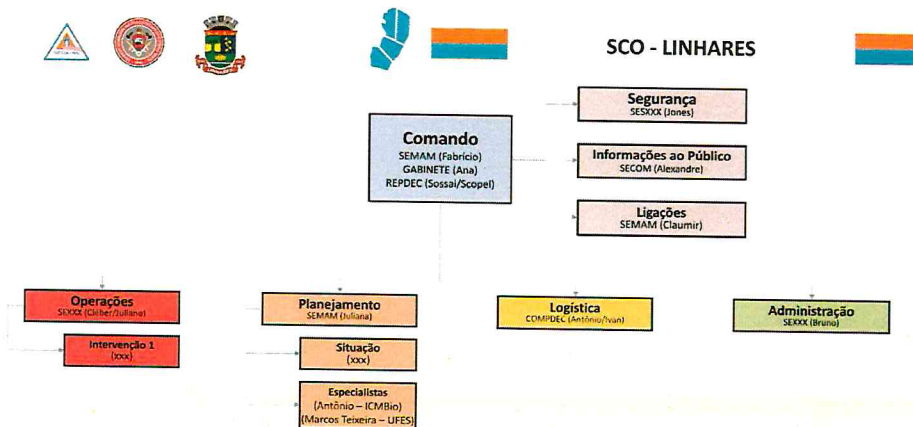 SCO - LINHARES
Segurança
SESXXX (Jones)
Comando
SEMAM (Fabrício)
GABINETE (Ana)
REPDEC (Sossai/Scopel)
Informações ao Público
SECOM (Alexandre)
Ligações
SEMAM (Claumir)
Operações
SEXXX (Cléber/Juliano)
Intervenção 1
(xxx)
Planejamento
SEMAM (Juliana)
Situação
(xxx)
Especialistas
(Antônio – ICMBio)
(Marcos Teixeira – UFES)
Logística
COMPDEC (Antônio/Ivan)
Administração
SEXXX (Bruno)